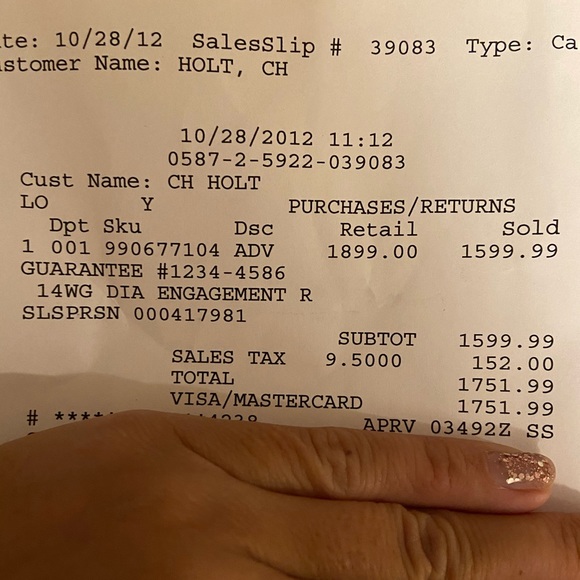 te: 10/28/12 SalesSlip # 39083 Type: Ca
stomer Name: HOLT, CH
10/28/2012 11:12
0587-2-5922-039083
Cust Name: CH HOLT
LO Y PURCHASES/RETURNS
Dpt Sku Dsc Retail Sold
1 001 990677104 ADV 1899.00 1599.99
GUARANTEE #1234-4586
14WG DIA ENGAGEMENT R
SLSPRSN 000417981
SUBTOT 1599.99
SALES TAX 9.5000 152.00
TOTAL 1751.99
VISA/MASTERCARD 1751.99
# **** APRV 03492Z SS